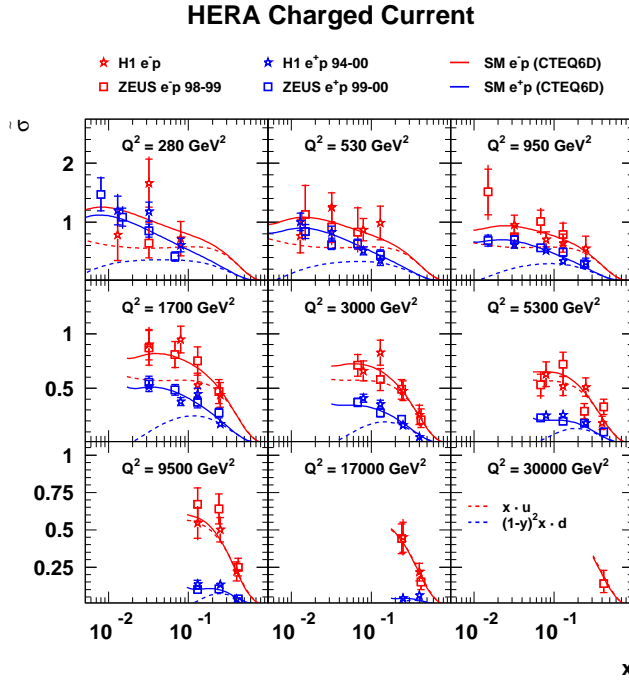 HERA Charged Current
H1 e⁻p
H1 e⁺p 94-00
SM e⁻p (CTEQ6D)
ZEUS e⁻p 98-99
ZEUS e⁺p 99-00
SM e⁺p (CTEQ6D)
σ̃
Q² = 280 GeV²
Q² = 530 GeV²
Q² = 950 GeV²
2
1
Q² = 1700 GeV²
Q² = 3000 GeV²
Q² = 5300 GeV²
1
0.5
Q² = 9500 GeV²
Q² = 17000 GeV²
Q² = 30000 GeV²
1
0.75
0.5
0.25
x · u
(1-y)²x · d
10⁻² 10⁻¹ 10⁻² 10⁻¹ 10⁻² 10⁻¹
x